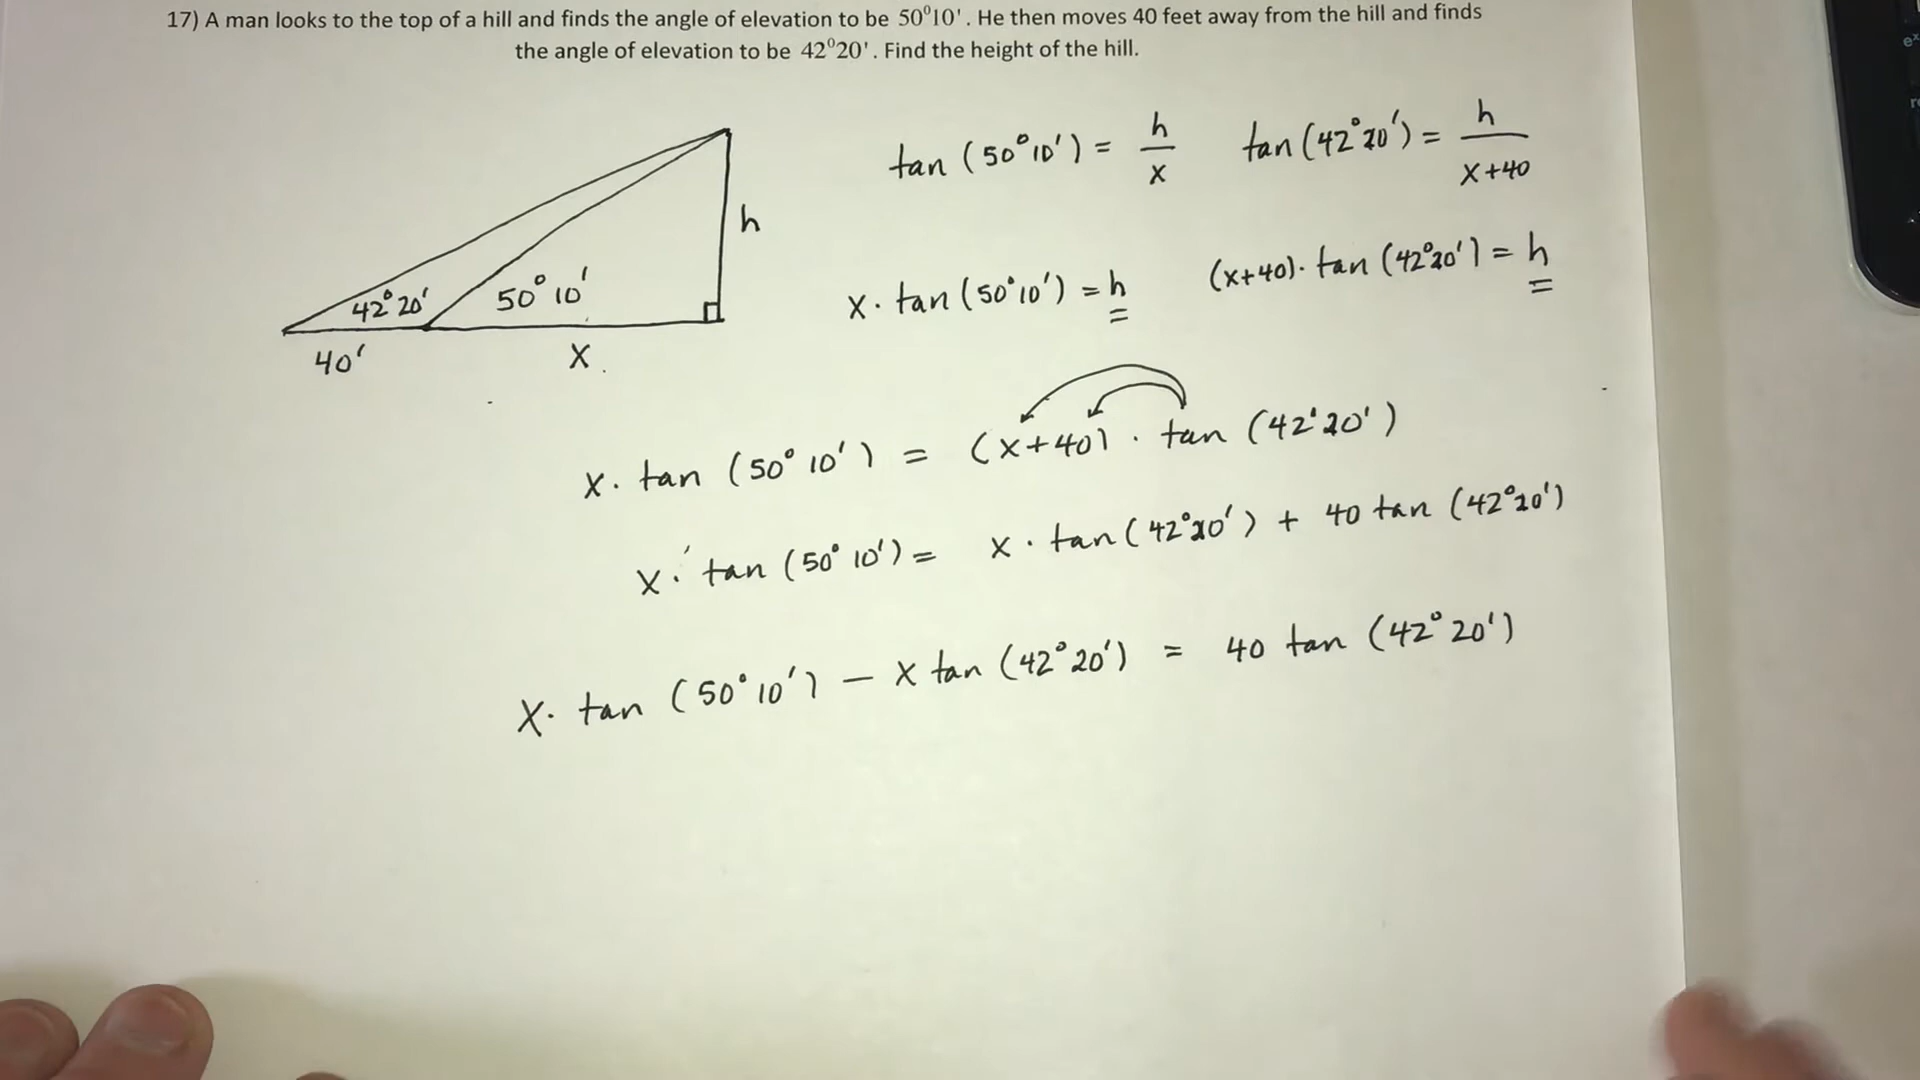 17) A man looks to the top of a hill and finds the angle of elevation to be 50⁰10'. He then moves 40 feet away from the hill and finds
the angle of elevation to be 42⁰20'. Find the height of the hill.
tan (50°10') = h/x tan (42°20') = h/(x+40)
h
42°20' 50°10'
40' x
x · tan (50°10') = h (x+40) · tan (42°20') = h
x · tan (50°10') = (x+40) · tan (42'20')
x · tan (50°10') = x · tan (42°20') + 40 tan (42°20')
x · tan (50°10') – x tan (42°20') = 40 tan (42°20')